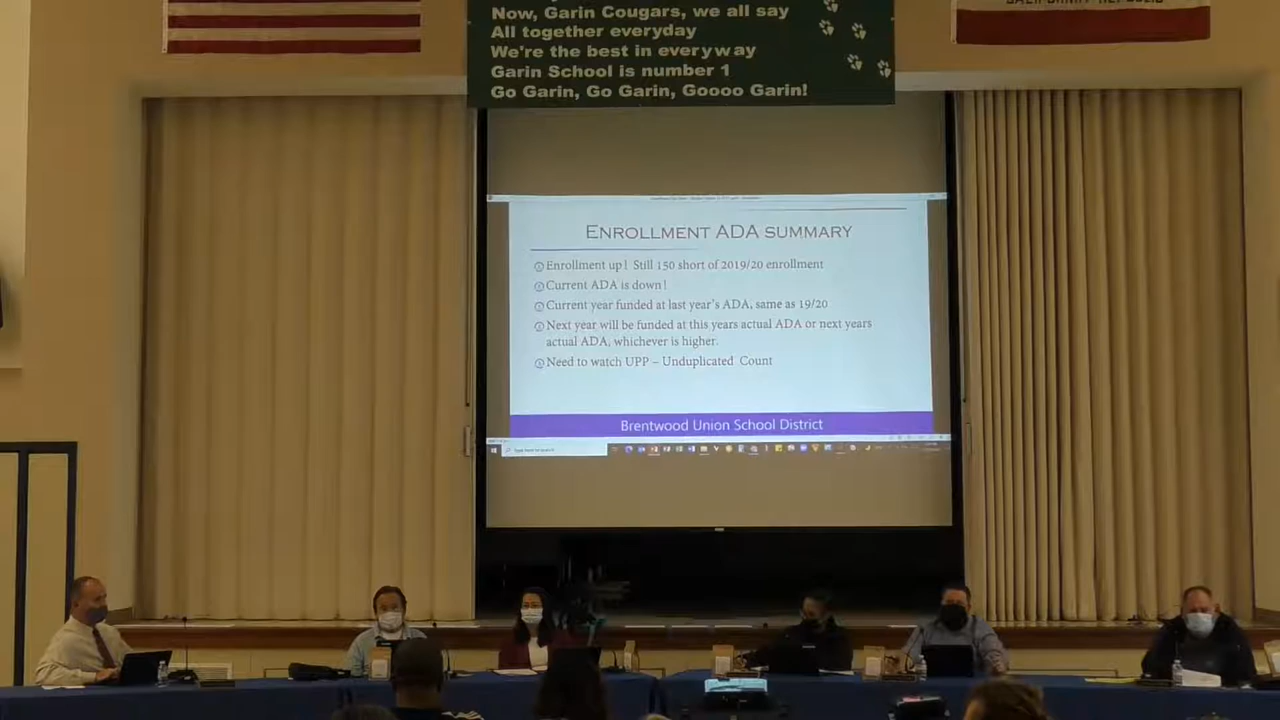 Now, Garin Cougars, we all say
All together everyday
We're the best in everyway
Garin School is number 1
Go Garin, Go Garin, Goooo Garin!
ENROLLMENT ADA SUMMARY
Enrollment up! Still 150 short of 2019/20 enrollment
Current ADA is down!
Current year funded at last year's ADA, same as 19/20
Next year will be funded at this years actual ADA or next years
actual ADA, whichever is higher.
Need to watch UPP – Unduplicated Count
Brentwood Union School District